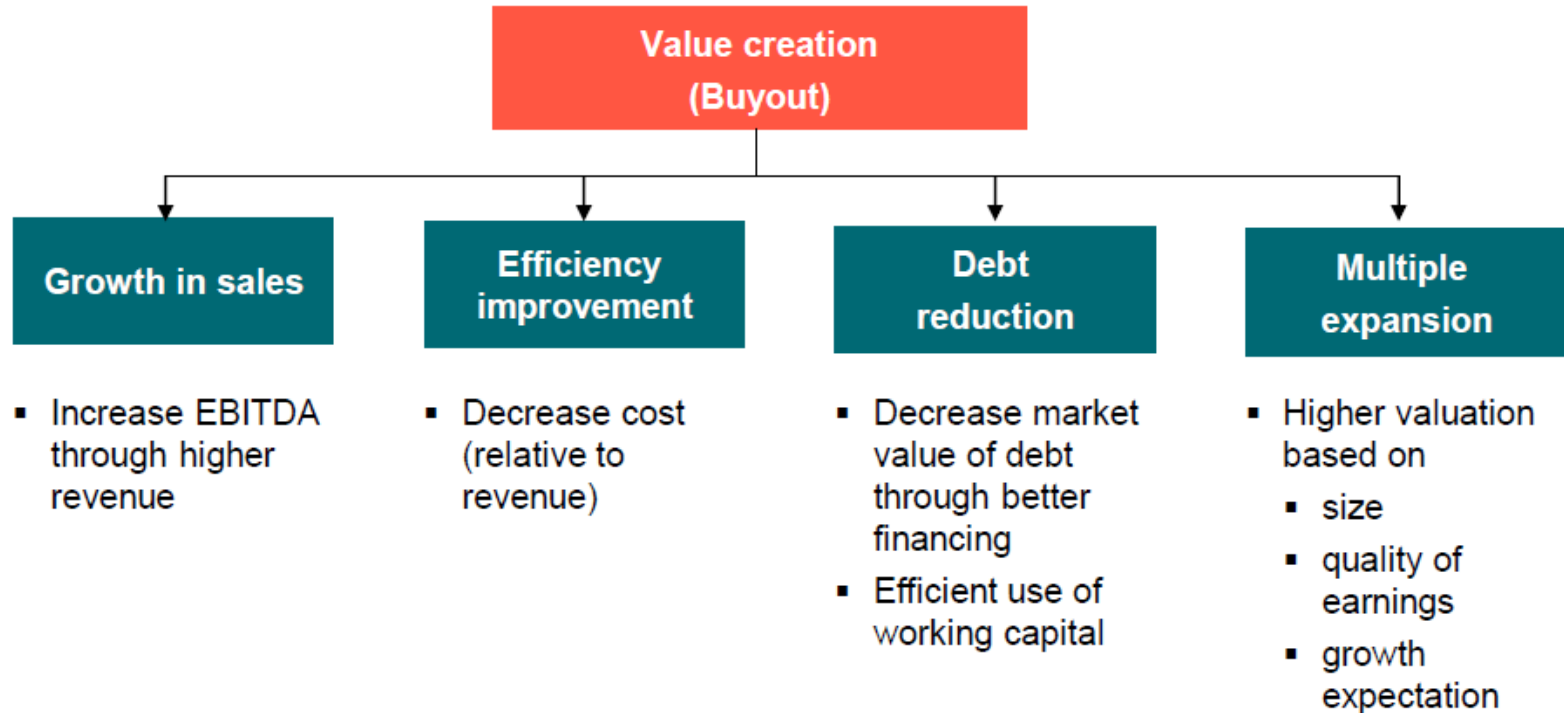 Value creation
(Buyout)
Growth in sales
Efficiency
improvement
Debt
reduction
Multiple
expansion
▪ Increase EBITDA
through higher
revenue
▪ Decrease cost
(relative to
revenue)
▪ Decrease market
value of debt
through better
financing
▪ Efficient use of
working capital
▪ Higher valuation
based on
▪ size
▪ quality of
earnings
▪ growth
expectation